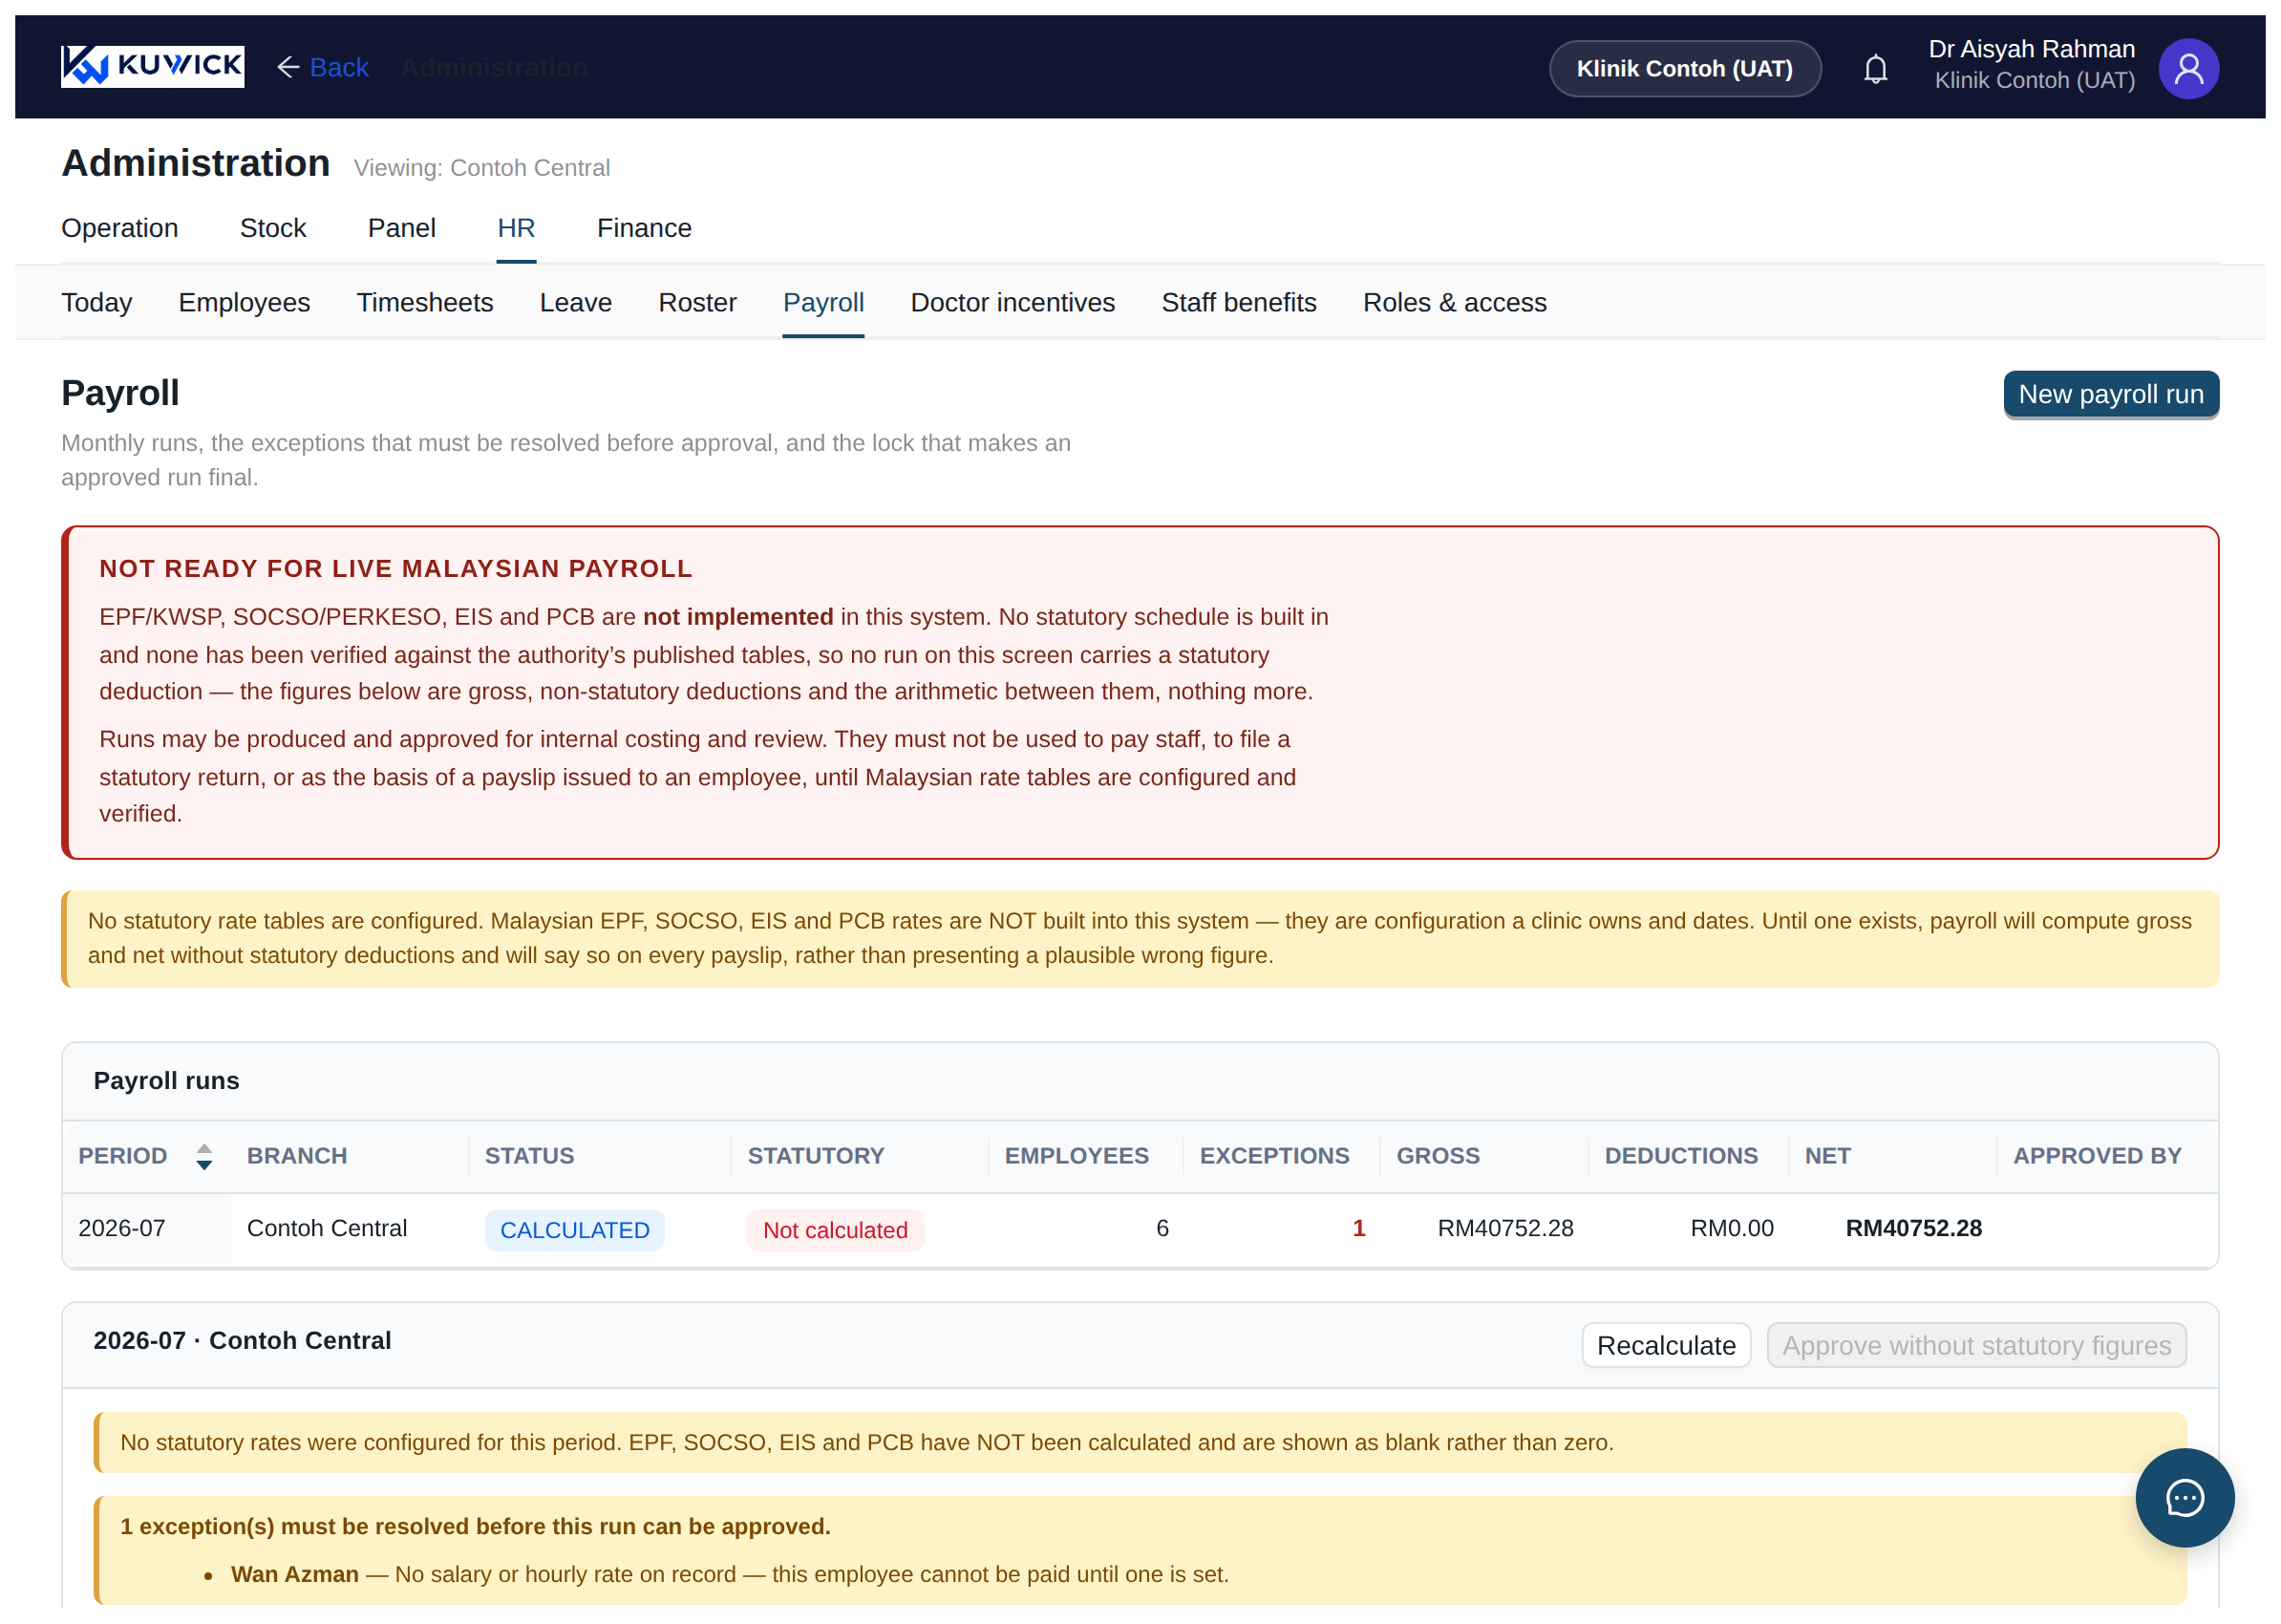 KUWICK
Back Administration
Klinik Contoh (UAT)
Dr Aisyah Rahman
Klinik Contoh (UAT)
Administration Viewing: Contoh Central
Operation Stock Panel HR Finance
Today Employees Timesheets Leave Roster Payroll Doctor incentives Staff benefits Roles & access
Payroll
New payroll run
Monthly runs, the exceptions that must be resolved before approval, and the lock that makes an
approved run final.
NOT READY FOR LIVE MALAYSIAN PAYROLL
EPF/KWSP, SOCSO/PERKESO, EIS and PCB are not implemented in this system. No statutory schedule is built in
and none has been verified against the authority’s published tables, so no run on this screen carries a statutory
deduction — the figures below are gross, non-statutory deductions and the arithmetic between them, nothing more.
Runs may be produced and approved for internal costing and review. They must not be used to pay staff, to file a
statutory return, or as the basis of a payslip issued to an employee, until Malaysian rate tables are configured and
verified.
No statutory rate tables are configured. Malaysian EPF, SOCSO, EIS and PCB rates are NOT built into this system — they are configuration a clinic owns and dates. Until one exists, payroll will compute gross
and net without statutory deductions and will say so on every payslip, rather than presenting a plausible wrong figure.
Payroll runs
PERIOD BRANCH STATUS STATUTORY EMPLOYEES EXCEPTIONS GROSS DEDUCTIONS NET APPROVED BY
2026-07 Contoh Central CALCULATED Not calculated 6 1 RM40752.28 RM0.00 RM40752.28
2026-07 · Contoh Central
Recalculate Approve without statutory figures
No statutory rates were configured for this period. EPF, SOCSO, EIS and PCB have NOT been calculated and are shown as blank rather than zero.
1 exception(s) must be resolved before this run can be approved.
• Wan Azman — No salary or hourly rate on record — this employee cannot be paid until one is set.